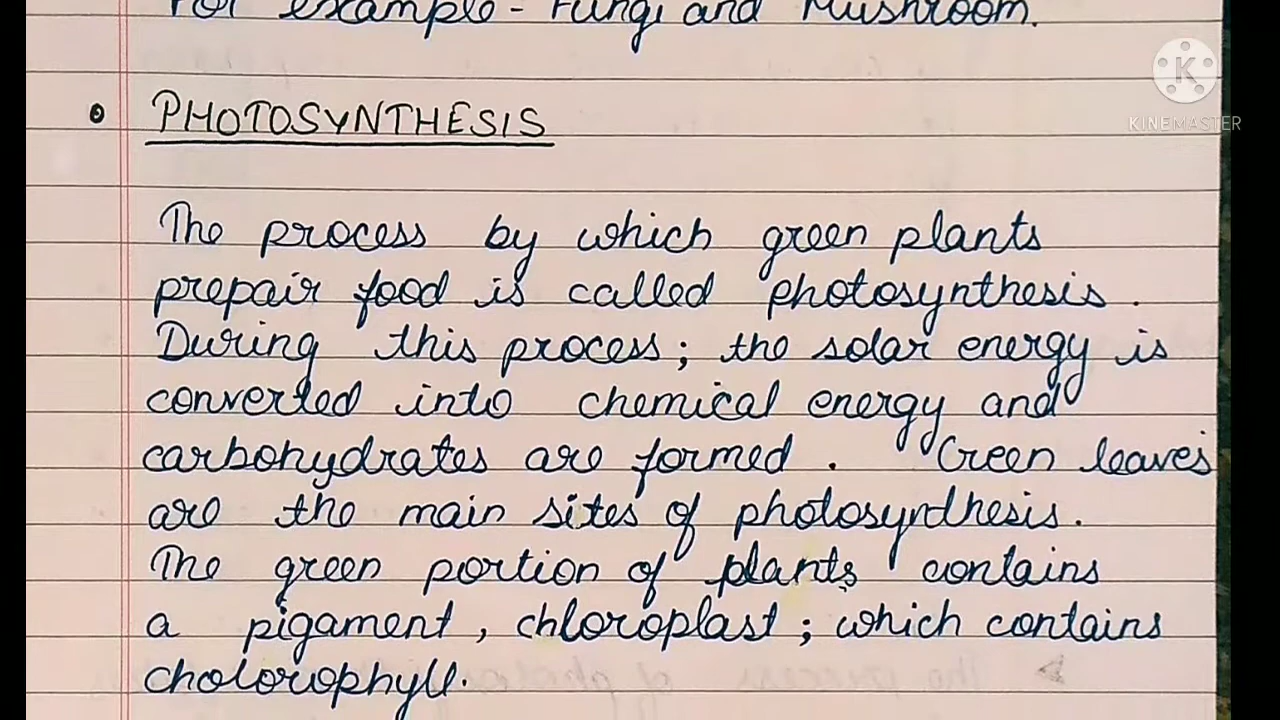 For example - Fungi and Mushroom.
KINEMASTER
PHOTOSYNTHESIS
The process by which green plants
prepair food is called photosynthesis.
During this process; the solar energy is
converted into chemical energy and
carbohydrates are formed. Green leaves
are the main sites of photosyndhesis.
The green portion of plants contains
a pigament, chloroplast; which contains
cholorophyll.